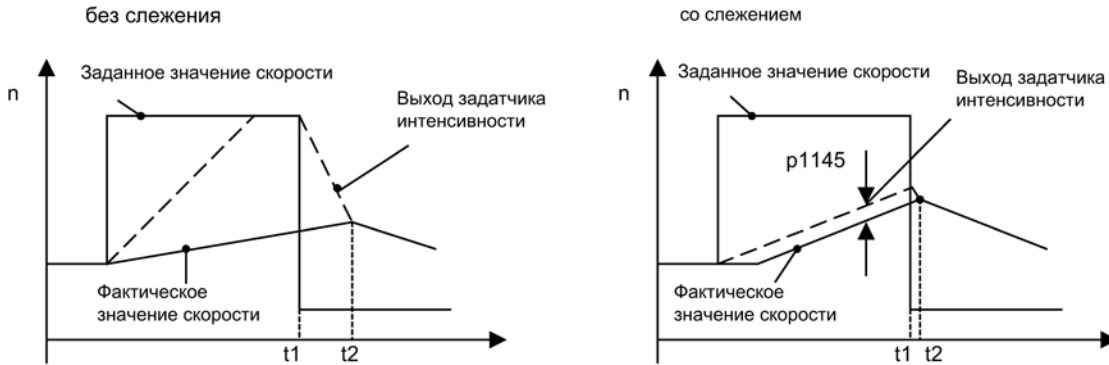 без слежения
n
Заданное значение скорости
Выход задатчика
интенсивности
Фактическое
значение скорости
t1
t2
со слежением
n
Заданное значение скорости
Выход задатчика
интенсивности
p1145
Фактическое
значение скорости
t1
t2